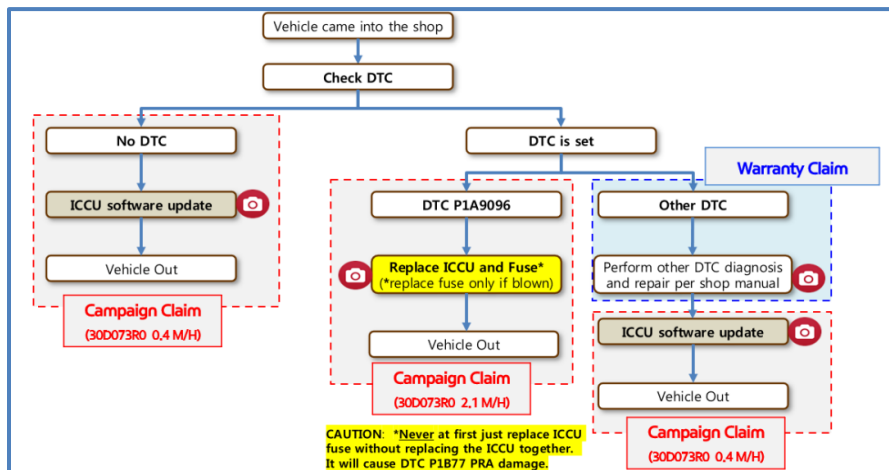 Vehicle came into the shop
Check DTC
No DTC
DTC is set
Warranty Claim
ICCU software update
DTC P1A9096
Other DTC
Vehicle Out
Replace ICCU and Fuse*
(*replace fuse only if blown)
Perform other DTC diagnosis
and repair per shop manual
Campaign Claim
(30D073R0 0.4 M/H)
Vehicle Out
ICCU software update
Campaign Claim
(30D073R0 2.1 M/H)
Vehicle Out
CAUTION: *Never at first just replace ICCU
fuse without replacing the ICCU together.
It will cause DTC P1B77 PRA damage.
Campaign Claim
(30D073R0 0.4 M/H)